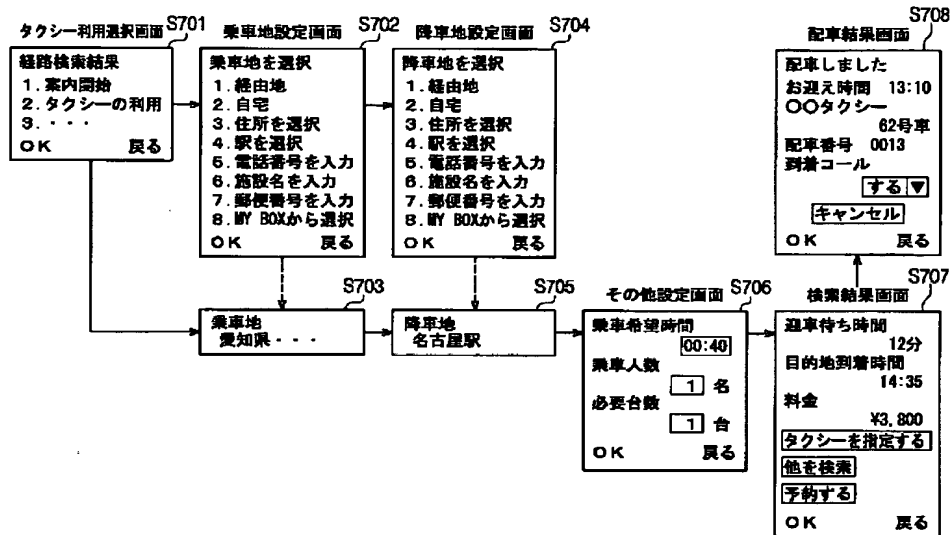 タクシー利用選択画面 S701
経路検索結果
1.案内開始
2.タクシーの利用
3.・・・
OK 戻る
乗車地設定画面 S702
乗車地を選択
1.経由地
2.自宅
3.住所を選択
4.駅を選択
5.電話番号を入力
6.施設名を入力
7.郵便番号を入力
8.MY BOXから選択
OK 戻る
S703
乗車地
愛知県・・・
降車地設定画面 S704
降車地を選択
1.経由地
2.自宅
3.住所を選択
4.駅を選択
5.電話番号を入力
6.施設名を入力
7.郵便番号を入力
8.MY BOXから選択
OK 戻る
S705
降車地
名古屋駅
その他設定画面 S706
乗車希望時間
00:40
乗車人数
1 名
必要台数
1 台
OK 戻る
検索結果画面 S707
迎車待ち時間
12分
目的地到着時間
14:35
料金
¥3,800
タクシーを指定する
他を検索
予約する
OK 戻る
S708
配車結果画面
配車しました
お迎え時間 13:10
○○タクシー
62号車
配車番号 0013
到着コール
する▼
キャンセル
OK 戻る